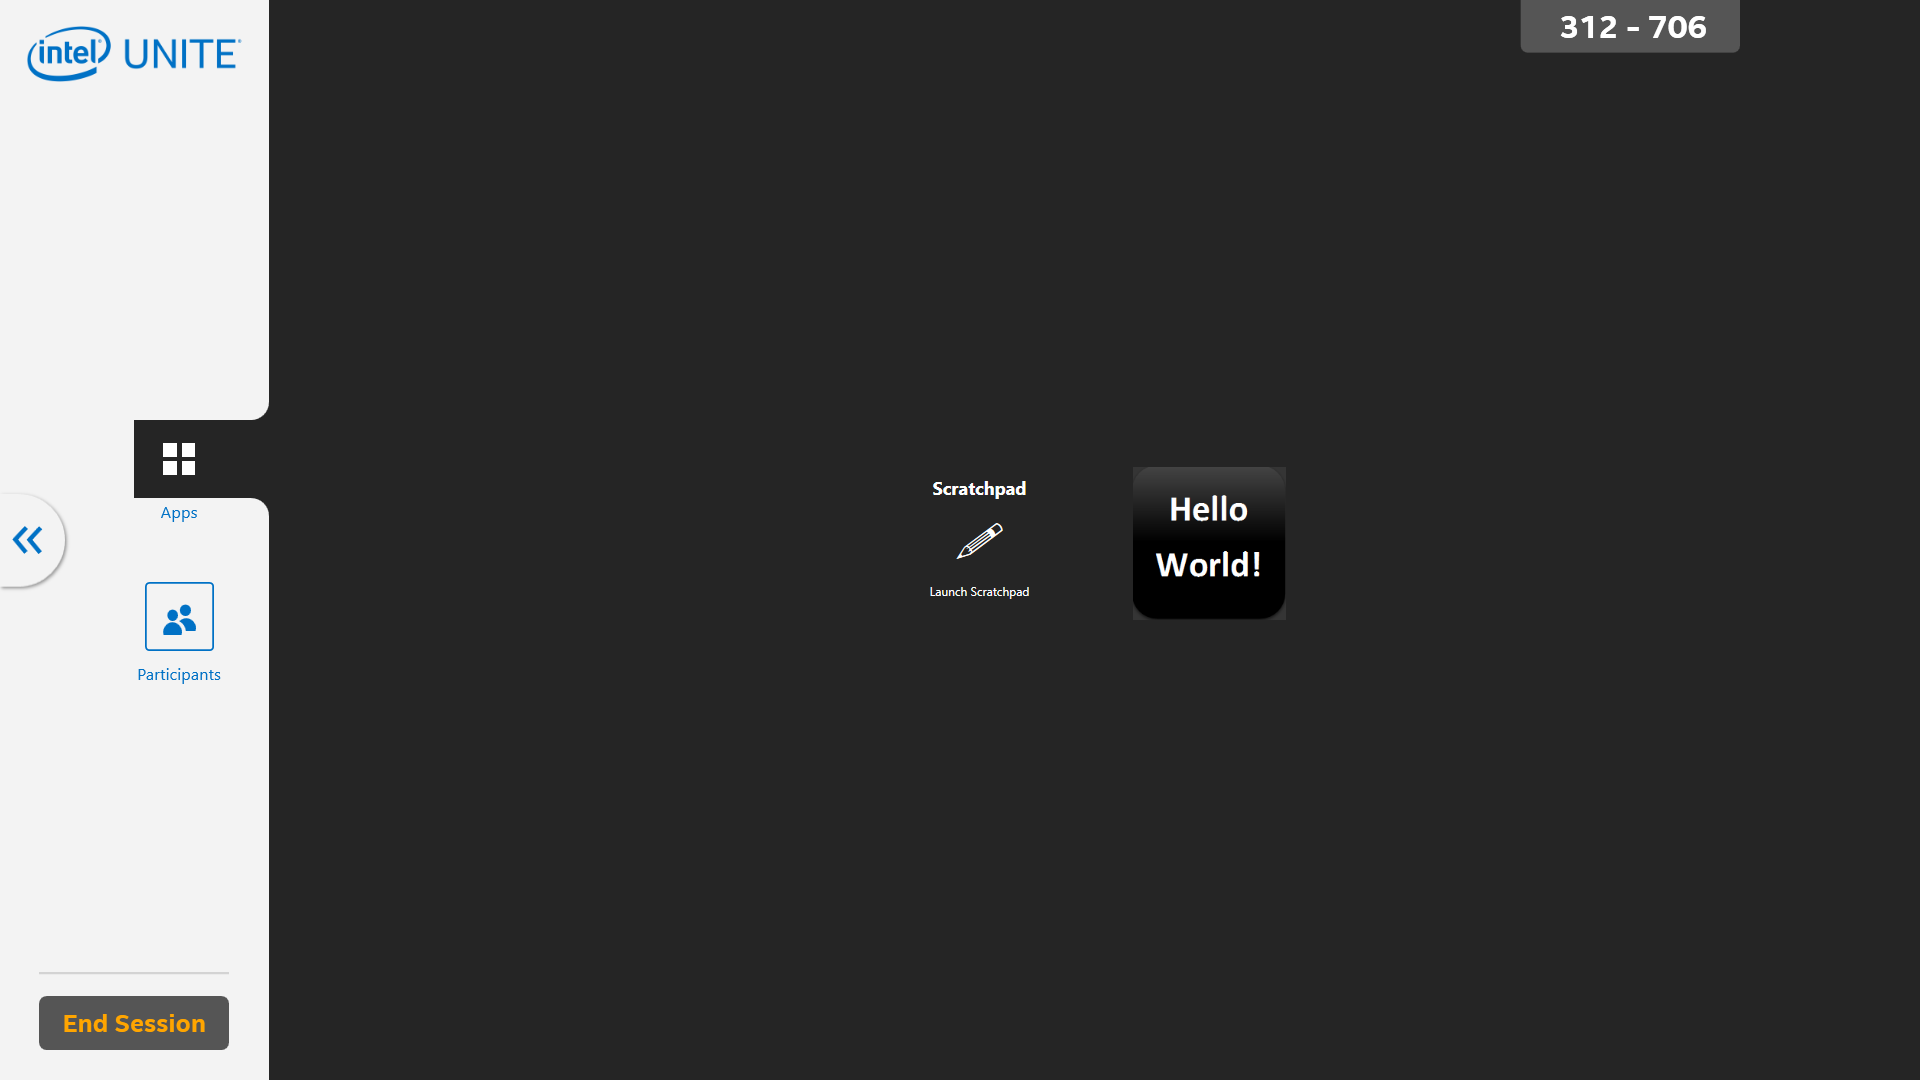 intel UNITE
312 - 706
Apps
Participants
End Session
Scratchpad
Launch Scratchpad
Hello
World!